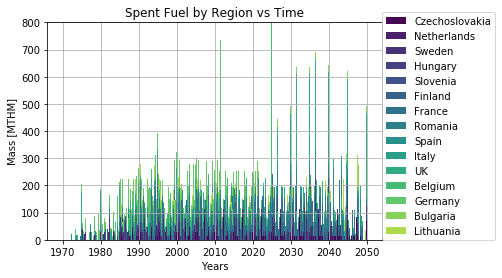 Spent Fuel by Region vs Time
800
700
600
500
400
300
200
100
0
Mass [MTHM]
1970 1980 1990 2000 2010 2020 2030 2040 2050
Years
Czechoslovakia
Netherlands
Sweden
Hungary
Slovenia
Finland
France
Romania
Spain
Italy
UK
Belgium
Germany
Bulgaria
Lithuania